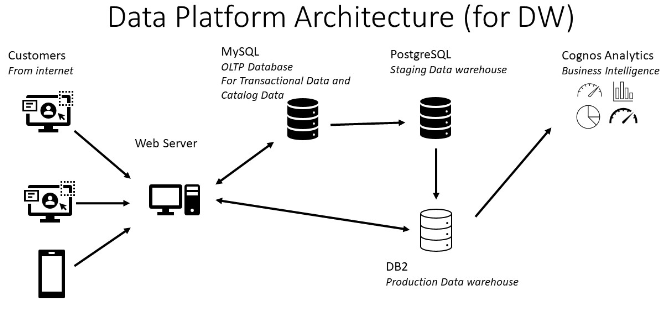 Data Platform Architecture (for DW)
Customers
From internet
MySQL
OLTP Database
For Transactional Data and
Catalog Data
PostgreSQL
Staging Data warehouse
Cognos Analytics
Business Intelligence
Web Server
DB2
Production Data warehouse